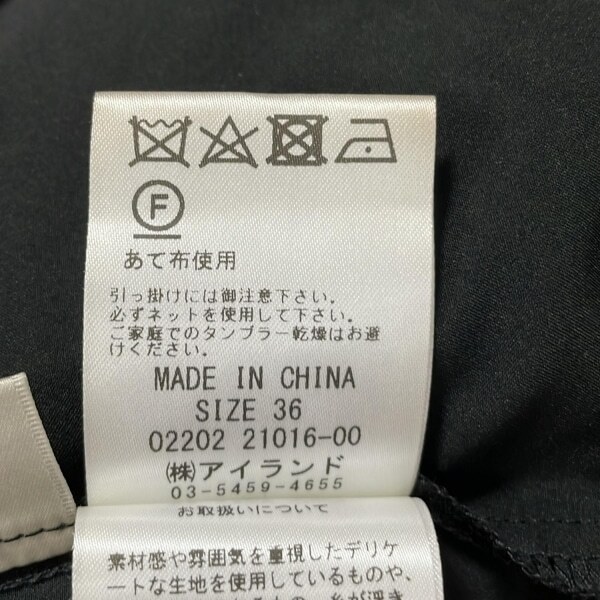 F
あて布使用
引っ掛けには御注意下さい。
必ずネットを使用して下さい。
ご家庭でのタンブラー乾燥はお避
けください。
MADE IN CHINA
SIZE 36
02202 21016-00
㈱アイランド
03-5459-4655
お取扱いについて
素材感や雰囲気を重視したデリケ
ートな生地を使用しているものや、